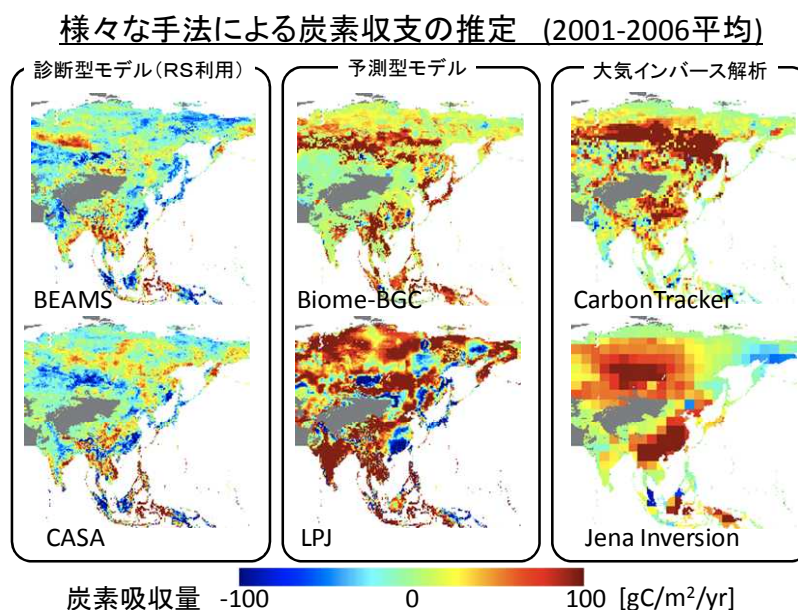 様々な手法による炭素収支の推定 (2001-2006平均)
診断型モデル(RS利用)
BEAMS
CASA
予測型モデル
Biome-BGC
LPJ
大気インバース解析
CarbonTracker
Jena Inversion
炭素吸収量 -100 0 100 [gC/m²/yr]